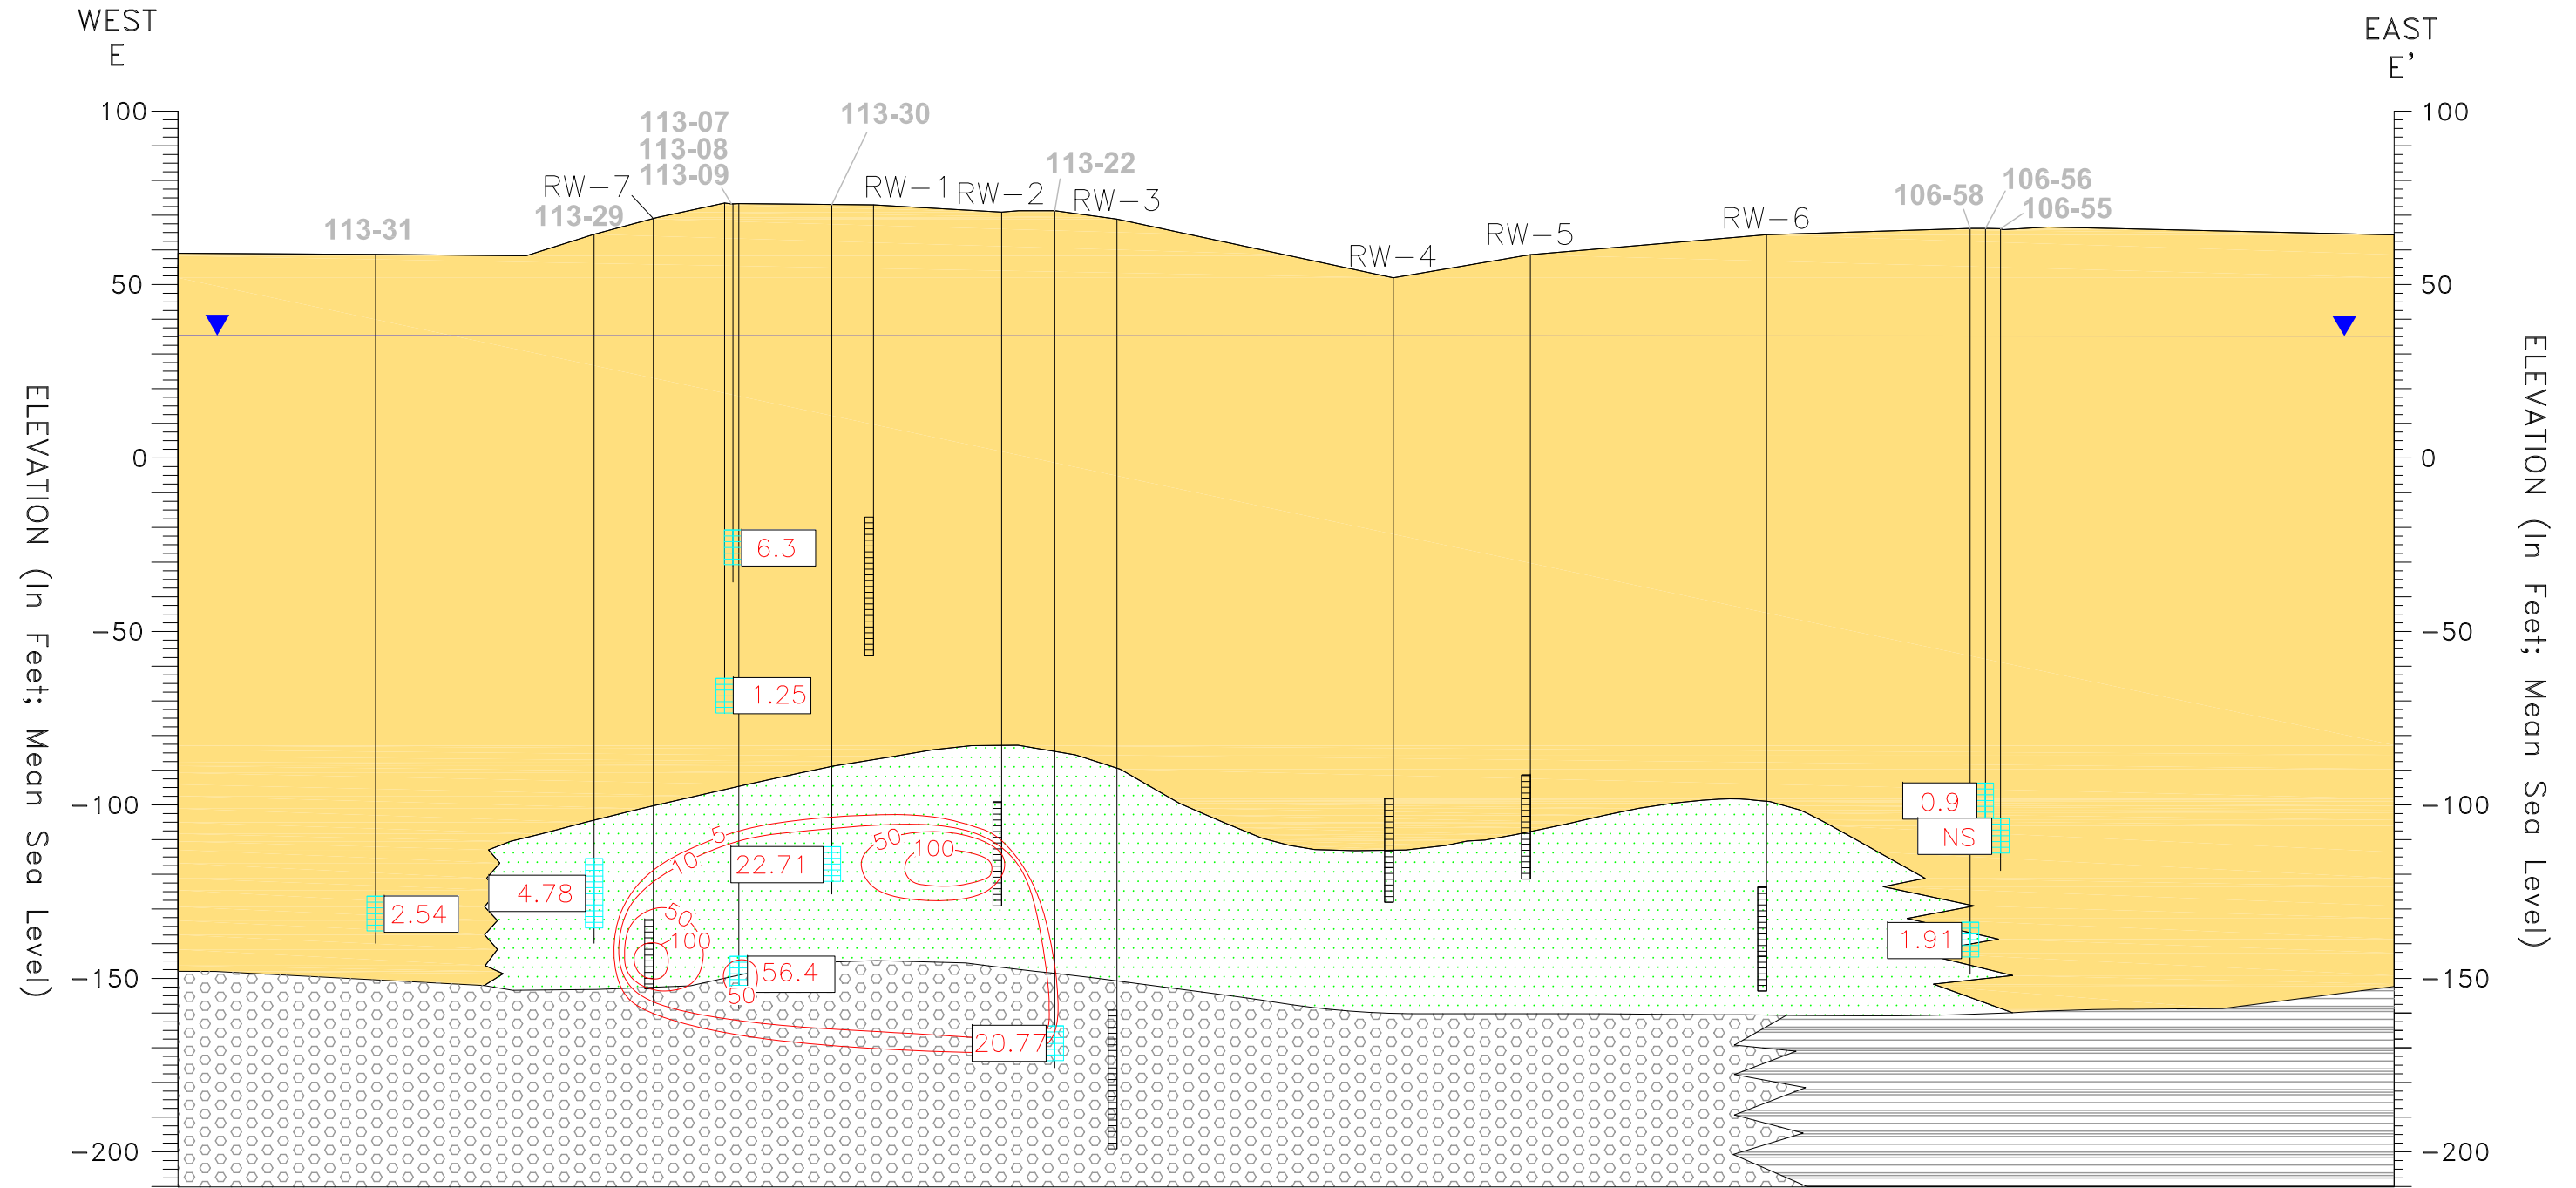 WEST
E
EAST
E'
100
50
0
-50
-100
-150
-200
ELEVATION (In Feet; Mean Sea Level)
113-31
RW-7
113-29
113-07
113-08
113-09
113-30
RW-1
RW-2
113-22
RW-3
RW-4
RW-5
RW-6
106-58
106-56
106-55
6.3
1.25
2.54
4.78
22.71
56.4
20.77
5
10
50
100
50
100
50
0.9
NS
1.91
100
50
0
-50
-100
-150
-200
ELEVATION (In Feet; Mean Sea Level)